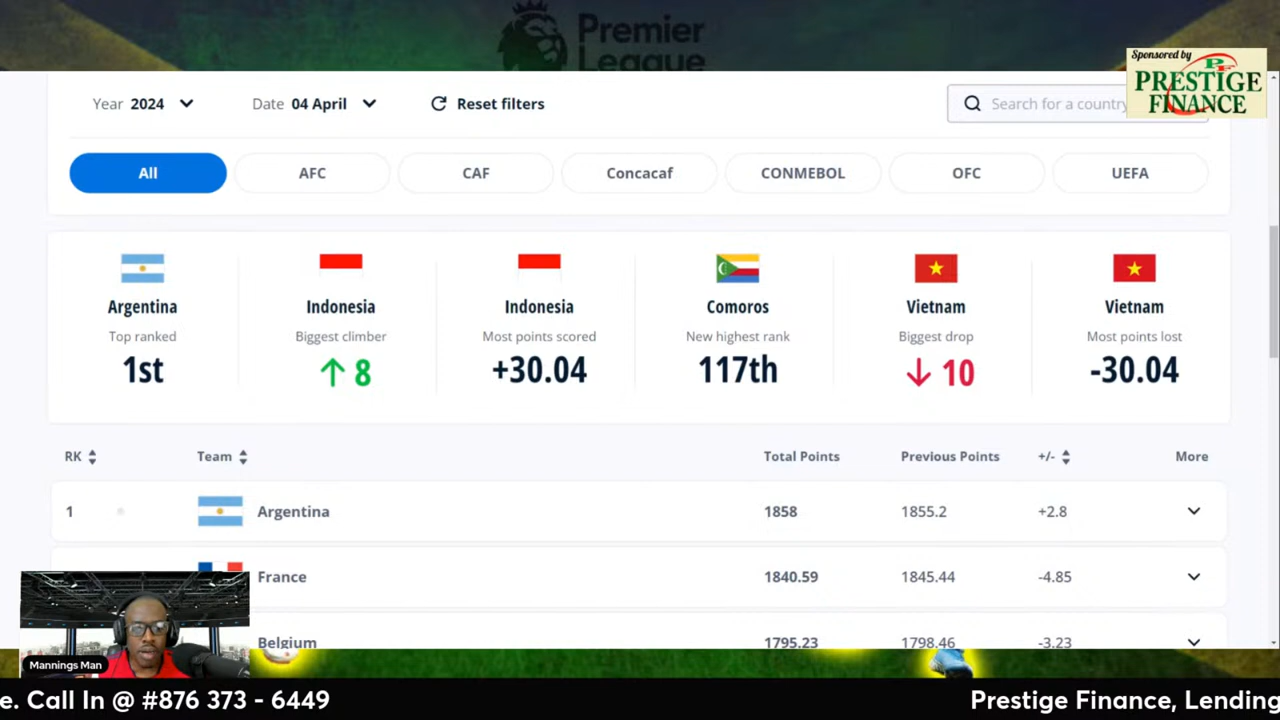 Premier
League
Sponsored by
PF
PRESTIGE
FINANCE
Year 2024 Date 04 April Reset filters Search for a country
All AFC CAF Concacaf CONMEBOL OFC UEFA
Argentina Indonesia Indonesia Comoros Vietnam Vietnam
Top ranked Biggest climber Most points scored New highest rank Biggest drop Most points lost
1st ↑ 8 +30.04 117th ↓ 10 -30.04
RK Team Total Points Previous Points +/- More
1 Argentina 1858 1855.2 +2.8
France 1840.59 1845.44 -4.85
Belgium 1795.23 1798.46 -3.23
Mannings Man
e. Call In @ #876 373 - 6449 Prestige Finance, Lending